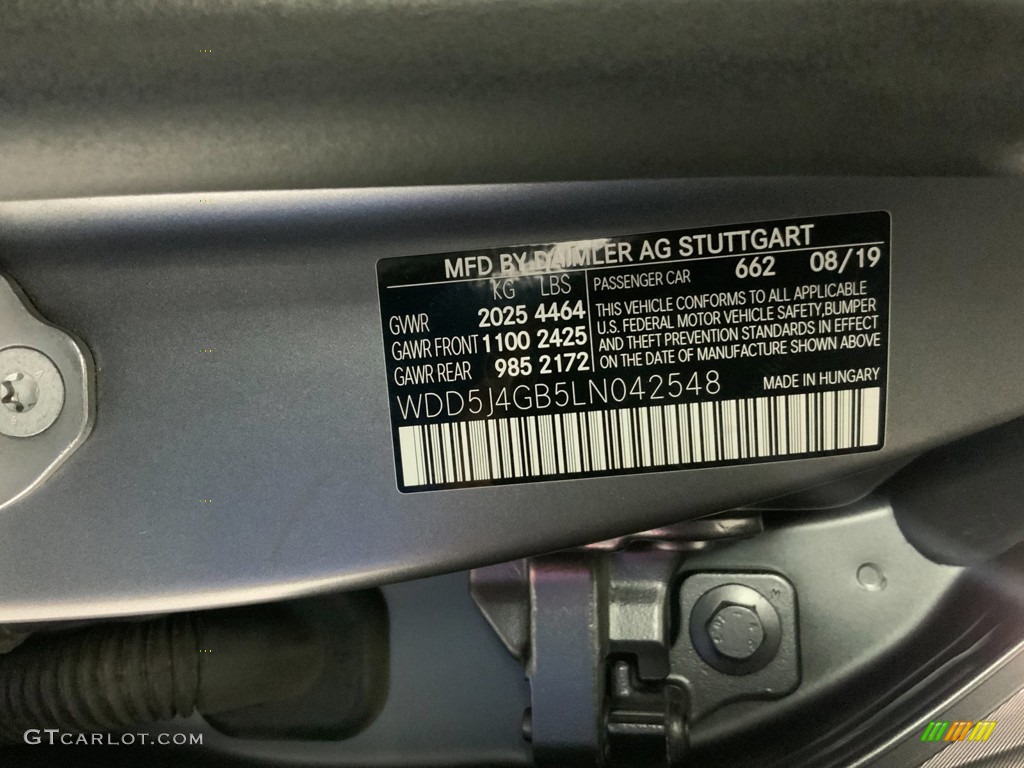 MFD BY DAIMLER AG STUTTGART
KG LBS
GVWR 2025 4464
GAWR FRONT 1100 2425
GAWR REAR 985 2172
PASSENGER CAR 662 08/19
THIS VEHICLE CONFORMS TO ALL APPLICABLE
U.S. FEDERAL MOTOR VEHICLE SAFETY,BUMPER
AND THEFT PREVENTION STANDARDS IN EFFECT
ON THE DATE OF MANUFACTURE SHOWN ABOVE
WDD5J4GB5LN042548 MADE IN HUNGARY
GTCARLOT.COM